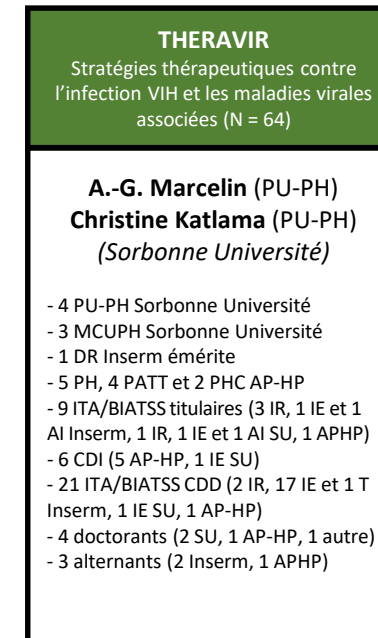 THERAVIR
Stratégies thérapeutiques contre
l'infection VIH et les maladies virales
associées (N = 64)
A.-G. Marcelin (PU-PH)
Christine Katlama (PU-PH)
(Sorbonne Université)
- 4 PU-PH Sorbonne Université
- 3 MCUPH Sorbonne Université
- 1 DR Inserm émérite
- 5 PH, 4 PATT et 2 PHC AP-HP
- 9 ITA/BIATSS titulaires (3 IR, 1 IE et 1
AI Inserm, 1 IR, 1 IE et 1 AI SU, 1 APHP)
- 6 CDI (5 AP-HP, 1 IE SU)
- 21 ITA/BIATSS CDD (2 IR, 17 IE et 1 T
Inserm, 1 IE SU, 1 AP-HP)
- 4 doctorants (2 SU, 1 AP-HP, 1 autre)
- 3 alternants (2 Inserm, 1 APHP)